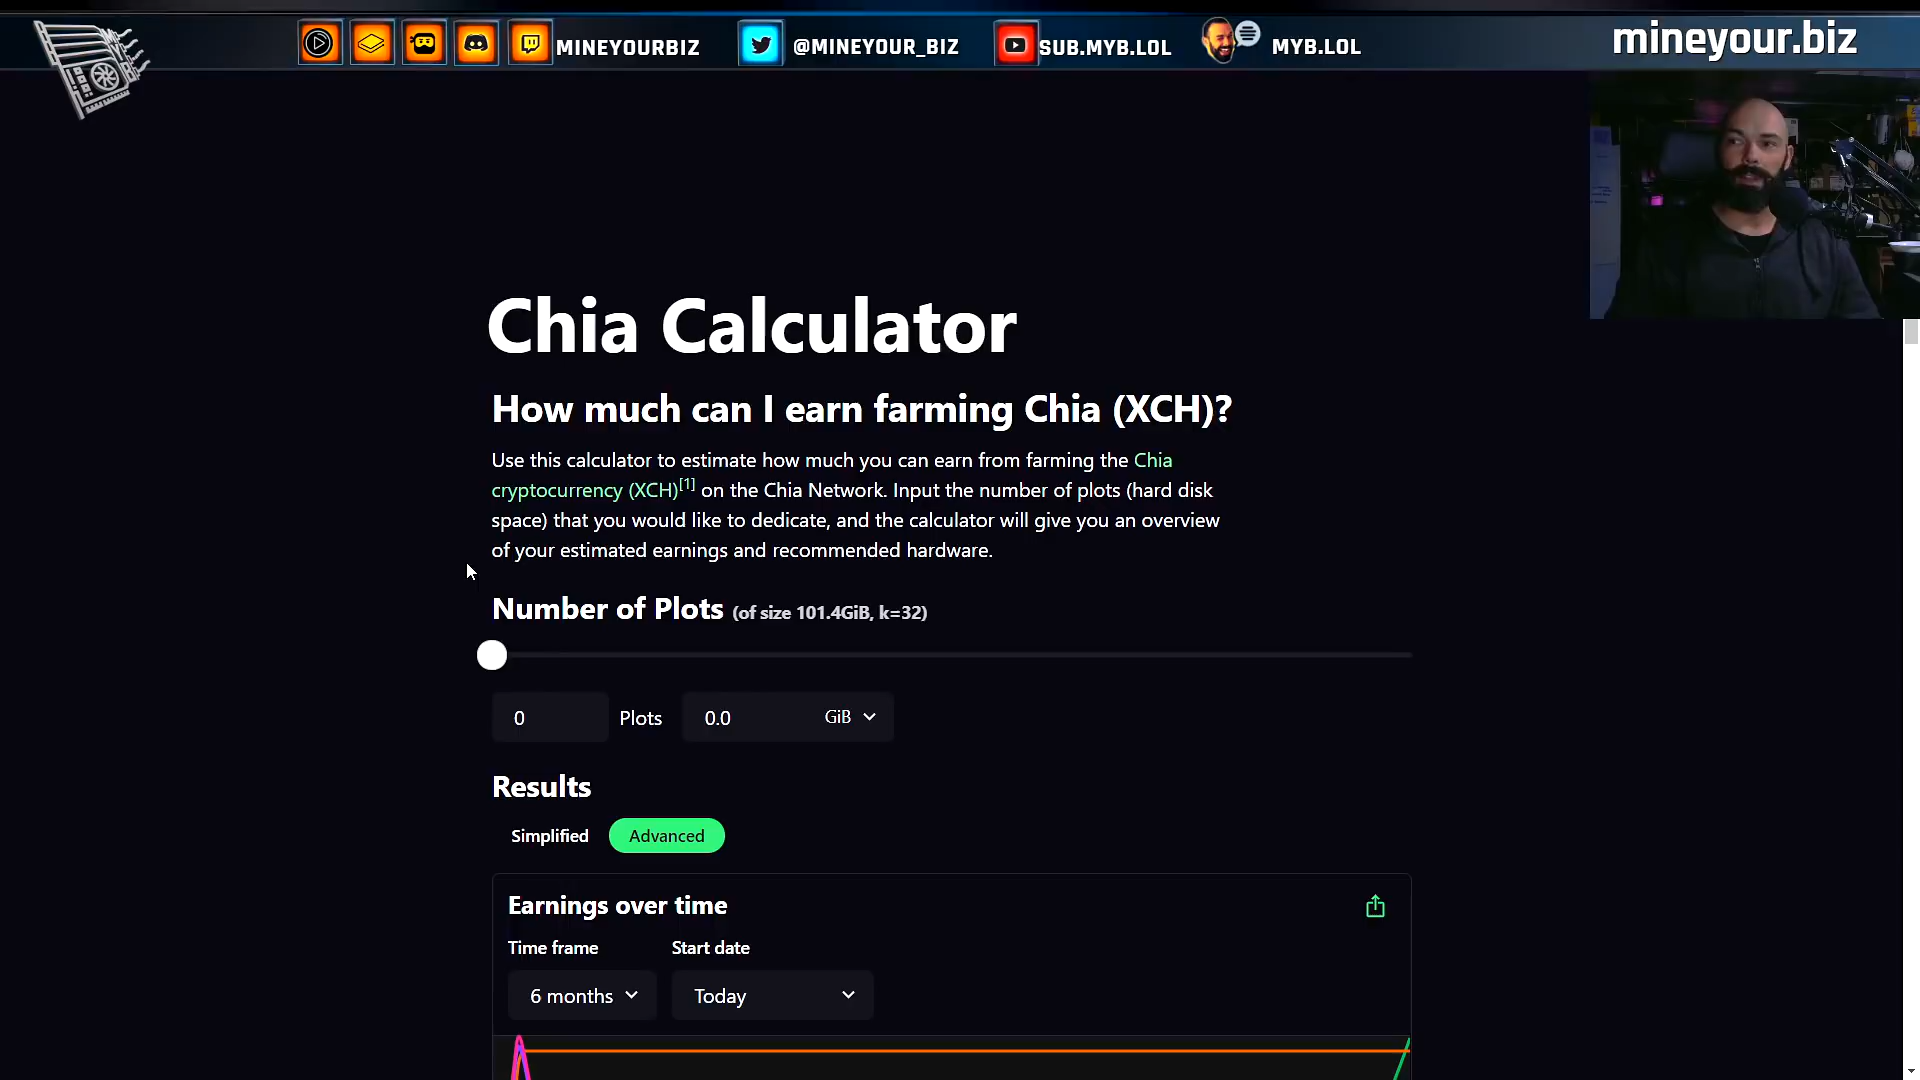 MINEYOURBIZ @MINEYOUR_BIZ SUB.MYB.LOL MYB.LOL mineyour.biz
Chia Calculator
How much can I earn farming Chia (XCH)?
Use this calculator to estimate how much you can earn from farming the Chia
cryptocurrency (XCH)[1] on the Chia Network. Input the number of plots (hard disk
space) that you would like to dedicate, and the calculator will give you an overview
of your estimated earnings and recommended hardware.
Number of Plots (of size 101.4GiB, k=32)
0 Plots 0.0 GiB
Results
Simplified Advanced
Earnings over time
Time frame Start date
6 months Today